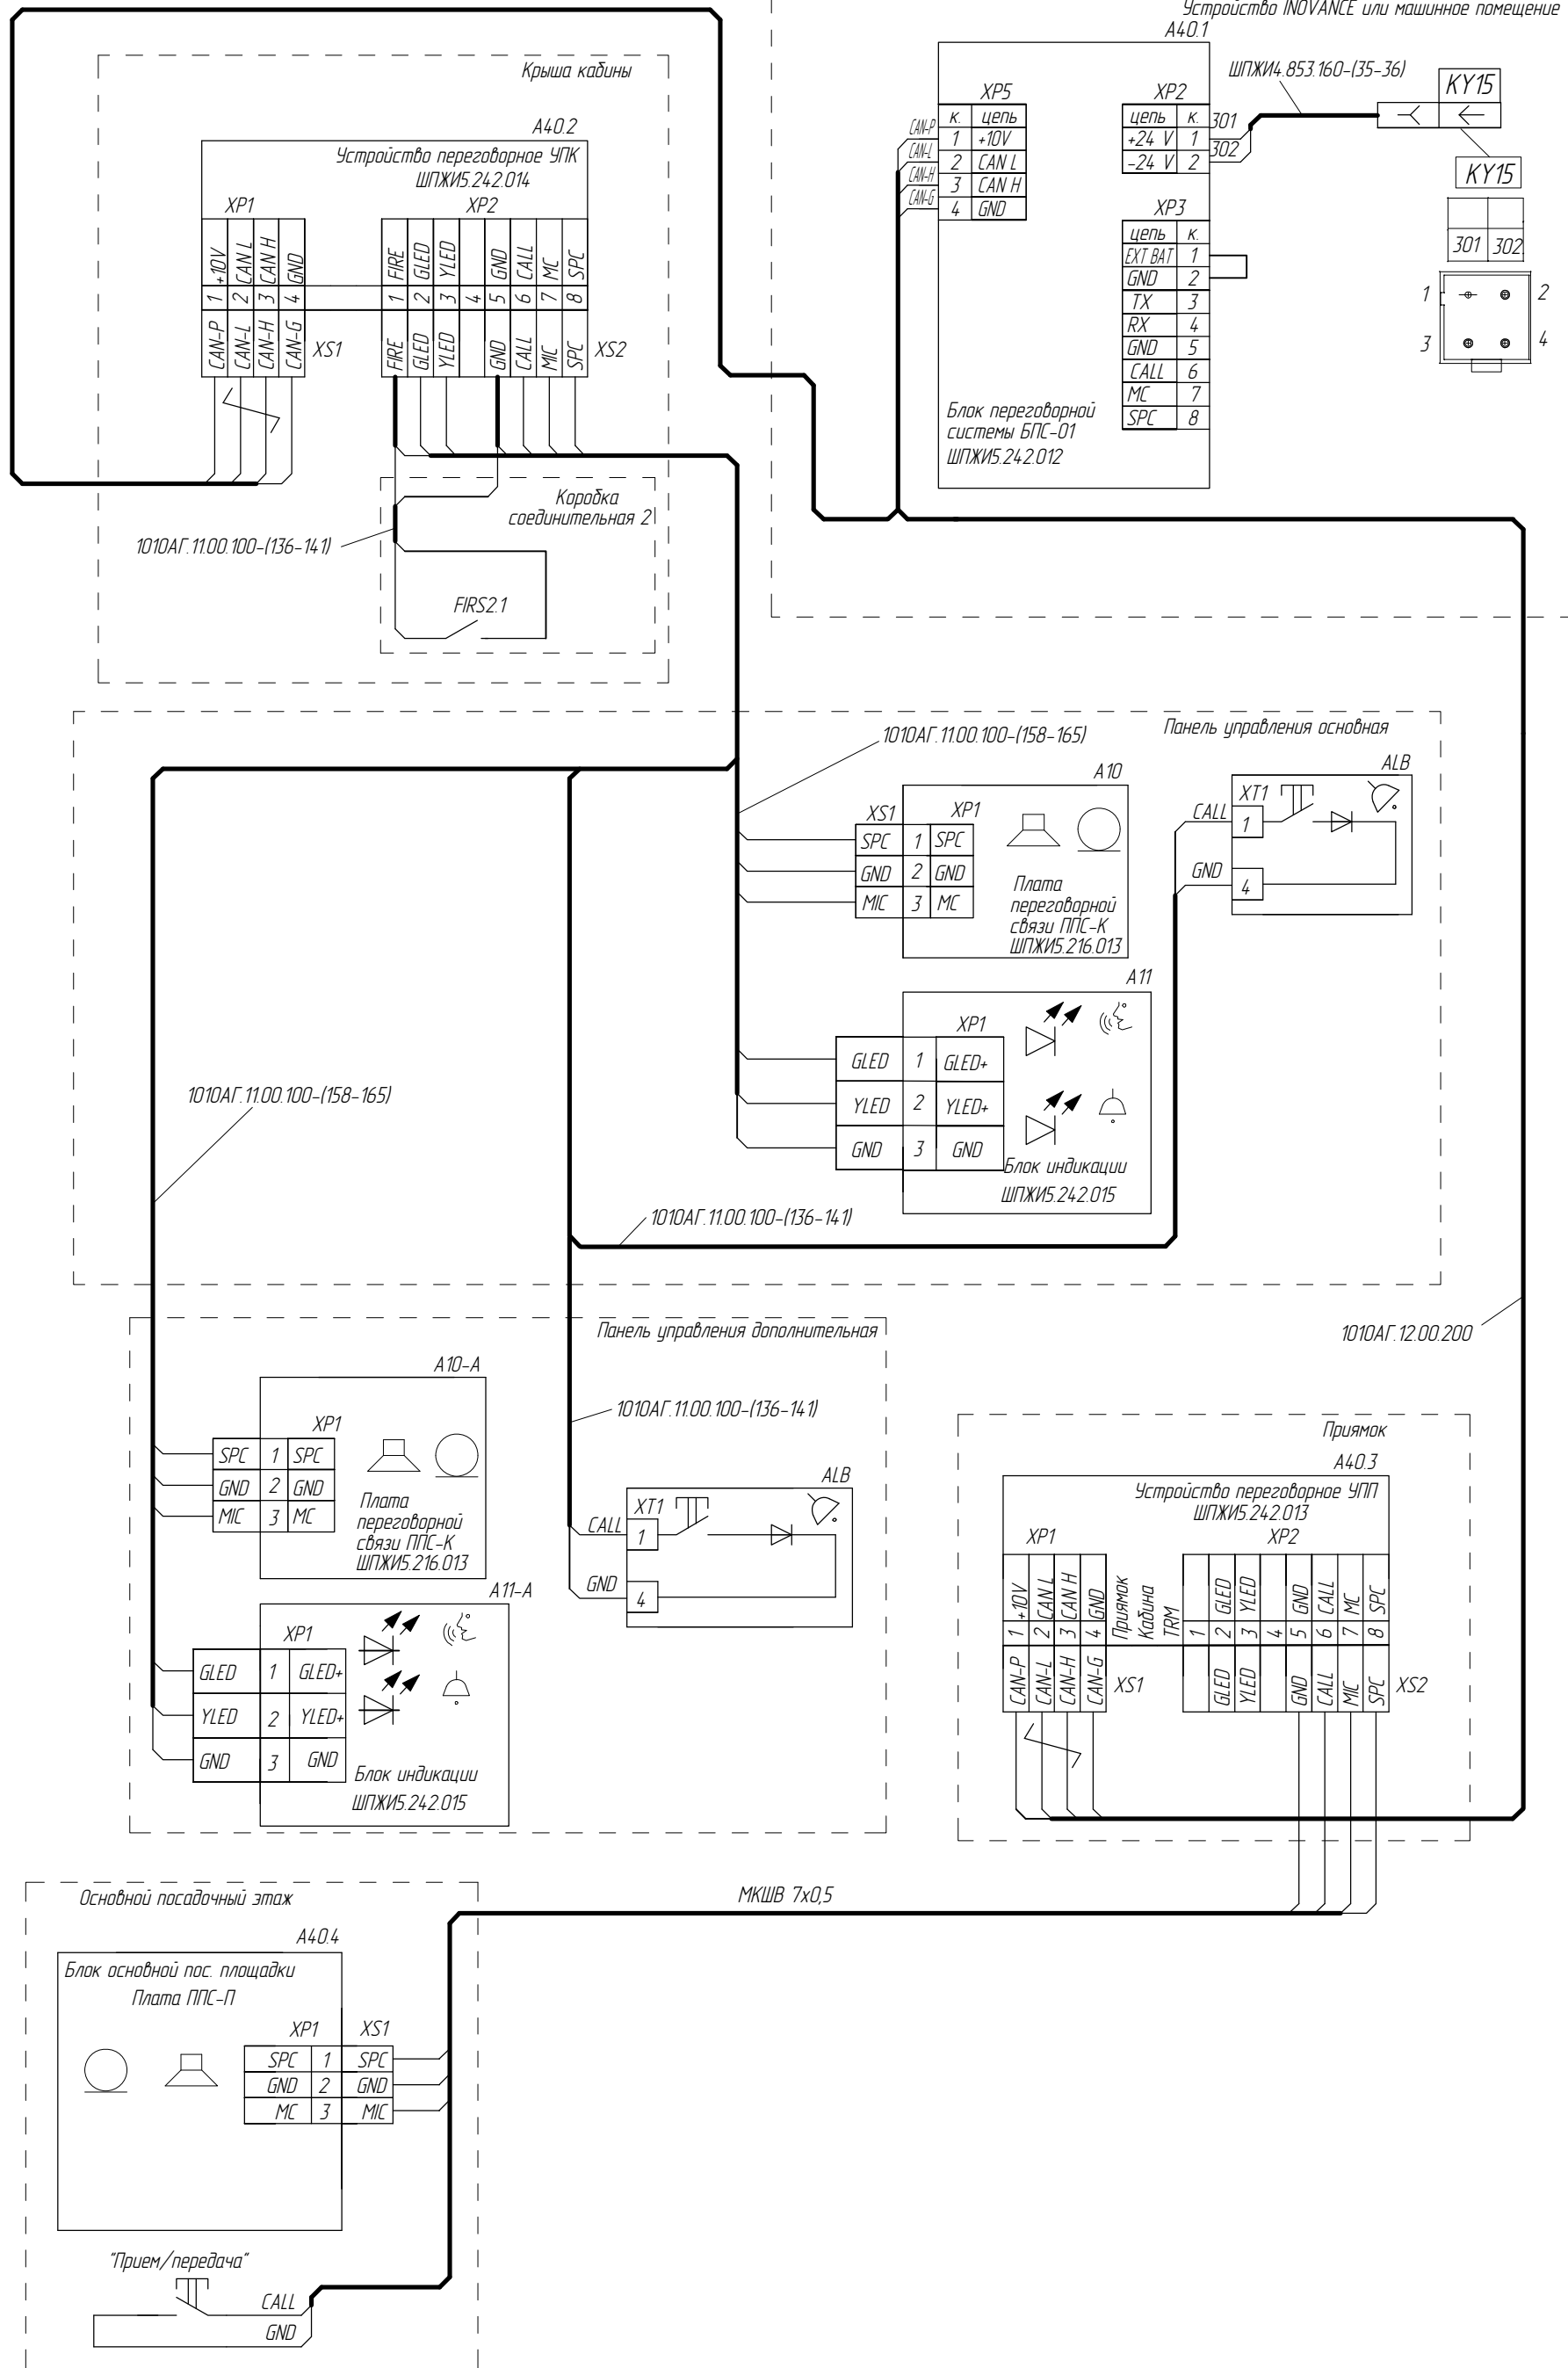 Устройство INOVANCE или машинное помещение
A40.1
ШПЖИ4.853.160-(35-36)
KY15
KY15
301 302
1 2
3 4
XP5
к. цепь
CAN-P 1 +10V
CAN-L 2 CAN L
CAN-H 3 CAN H
CAN-G 4 GND
XP2
цепь к.
+24 V 1 301
-24 V 2 302
XP3
цепь к.
EXT BAT 1
GND 2
TX 3
RX 4
GND 5
CALL 6
MC 7
SPC 8
Блок переговорной
системы БПС-01
ШПЖИ5.242.012
Крыша кабины
A40.2
Устройство переговорное УПК
ШПЖИ5.242.014
XP1
+10V CAN L CAN H GND
1 2 3 4
CAN-P CAN-L CAN-H CAN-G
XS1
XP2
FIRE GLED YLED GND CALL MC SPC
1 2 3 4 5 6 7 8
FIRE GLED YLED GND CALL MIC SPC
XS2
Коробка
соединительная 2
1010АГ.11.00.100-(136-141)
FIRS2.1
Панель управления основная
1010АГ.11.00.100-(158-165)
A10
XS1 XP1
SPC 1 SPC
GND 2 GND
MIC 3 MC
Плата
переговорной
связи ППС-К
ШПЖИ5.216.013
ALB
XT1
CALL 1
GND 4
A11
XP1
GLED 1 GLED+
YLED 2 YLED+
GND 3 GND
Блок индикации
ШПЖИ5.242.015
1010АГ.11.00.100-(158-165)
1010АГ.11.00.100-(136-141)
Панель управления дополнительная
A10-A
XP1
SPC 1 SPC
GND 2 GND
MIC 3 MC
Плата
переговорной
связи ППС-К
ШПЖИ5.216.013
1010АГ.11.00.100-(136-141)
ALB
XT1
CALL 1
GND 4
A11-A
XP1
GLED 1 GLED+
YLED 2 YLED+
GND 3 GND
Блок индикации
ШПЖИ5.242.015
1010АГ.12.00.200
Приямок
A40.3
Устройство переговорное УПП
ШПЖИ5.242.013
XP1
+10V CAN L CAN H GND
1 2 3 4
CAN-P CAN-L CAN-H CAN-G
XS1
Приямок
Кабина
TRM
XP2
GLED YLED GND CALL MC SPC
1 2 3 4 5 6 7 8
GLED YLED GND CALL MIC SPC
XS2
МКШВ 7x0,5
Основной посадочный этаж
A40.4
Блок основной пос. площадки
Плата ППС-П
XP1 XS1
SPC 1 SPC
GND 2 GND
MC 3 MIC
"Прием/передача"
CALL
GND